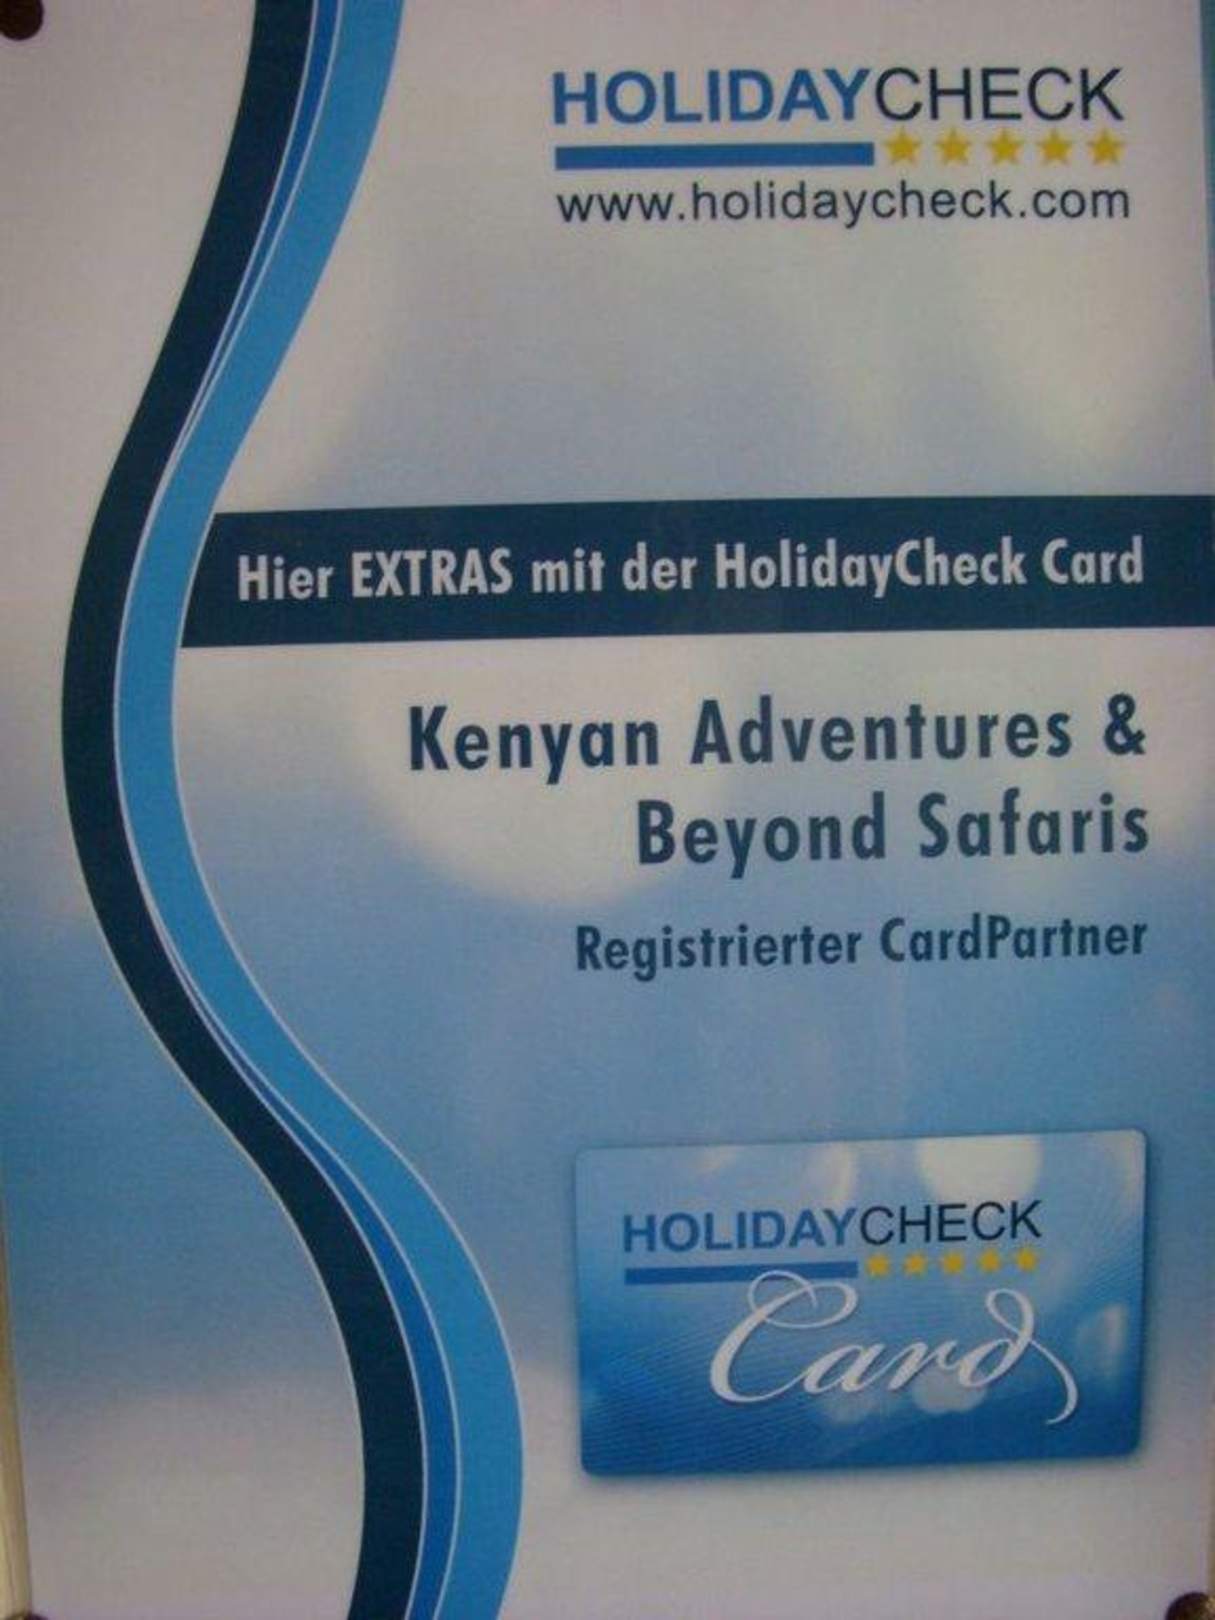 HOLIDAYCHECK
www.holidaycheck.com
Hier EXTRAS mit der HolidayCheck Card
Kenyan Adventures &
Beyond Safaris
Registrierter CardPartner
HOLIDAYCHECK
Card